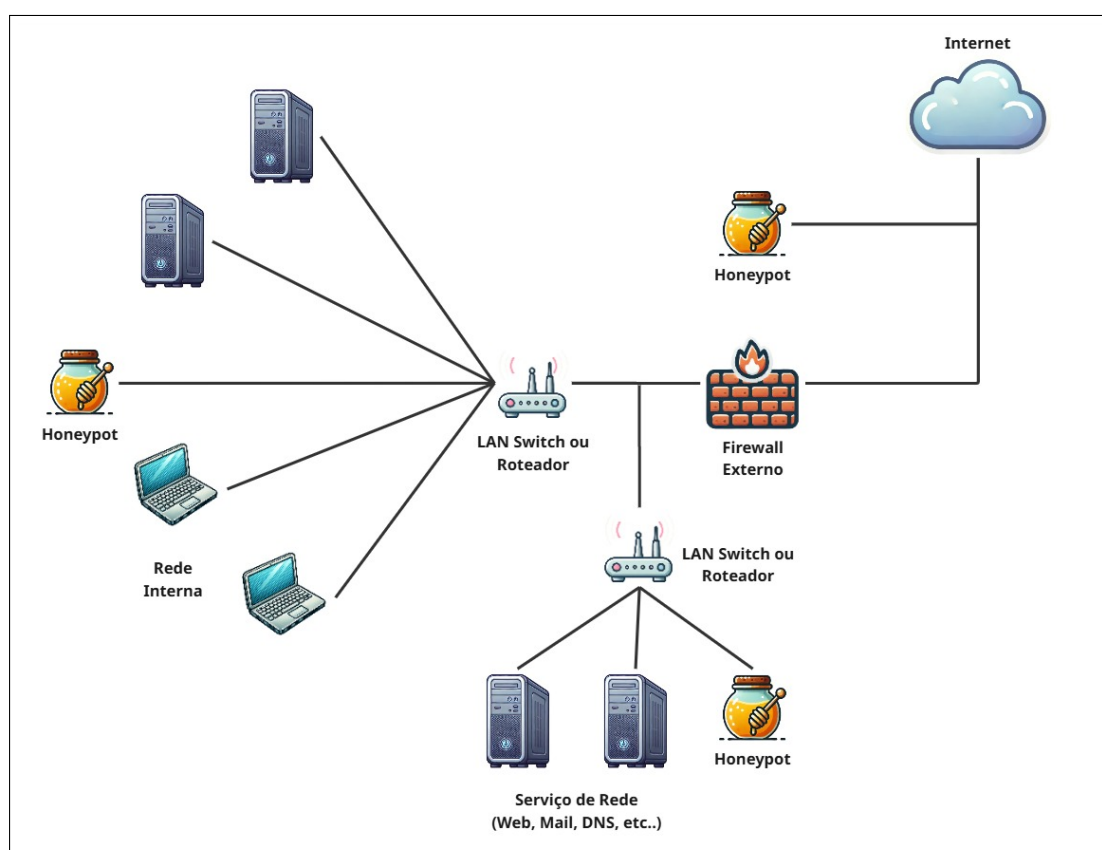 Internet
Honeypot
Honeypot
LAN Switch ou
Roteador
Firewall
Externo
Rede
Interna
LAN Switch ou
Roteador
Honeypot
Serviço de Rede
(Web, Mail, DNS, etc..)